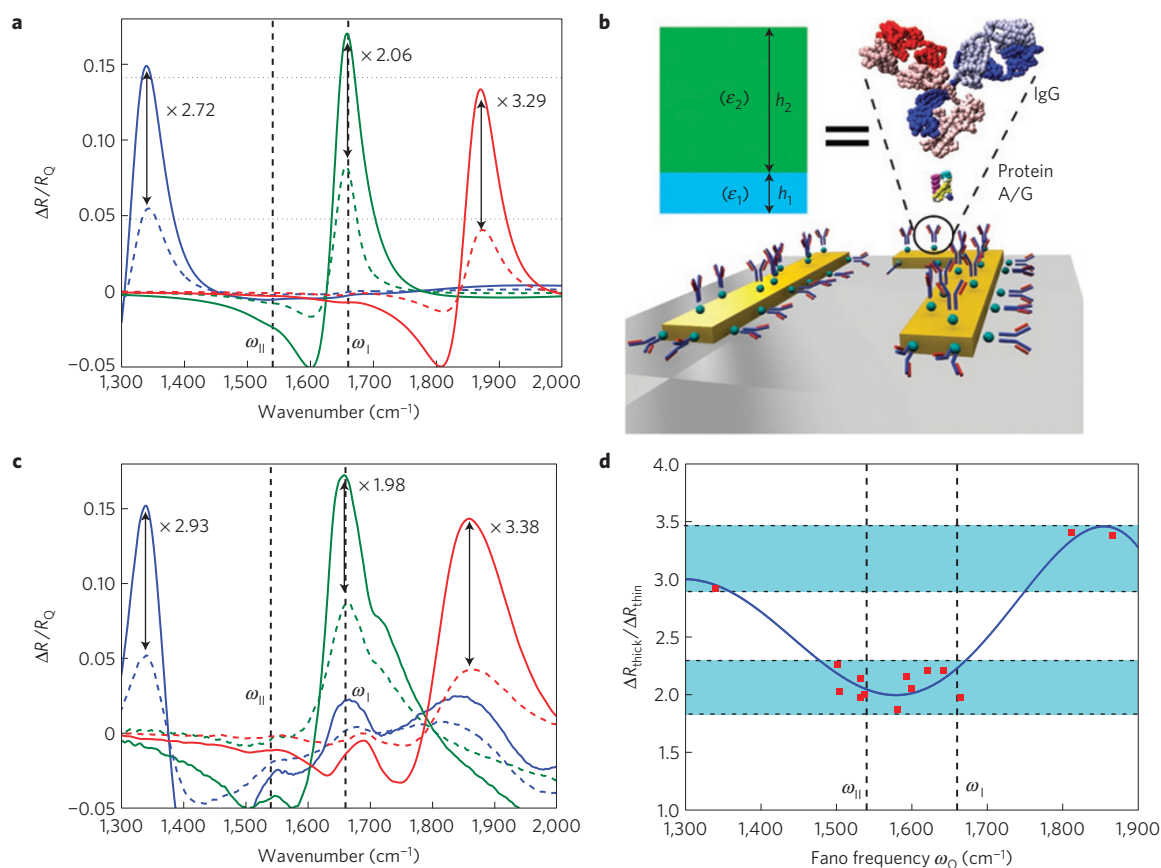 a
0.15
0.10
0.05
0
−0.05
ΔR/R_Q
× 2.72
× 2.06
× 3.29
ω_II
ω_I
1,300 1,400 1,500 1,600 1,700 1,800 1,900 2,000
Wavenumber (cm⁻¹)
b
(ε₂)
h₂
(ε₁)
h₁
=
IgG
Protein
A/G
c
0.15
0.10
0.05
0
−0.05
ΔR/R_Q
× 2.93
× 1.98
× 3.38
ω_II
ω_I
1,300 1,400 1,500 1,600 1,700 1,800 1,900 2,000
Wavenumber (cm⁻¹)
d
4.0
3.5
3.0
2.5
2.0
1.5
1.0
ΔR_thick/ΔR_thin
ω_II
ω_I
1,300 1,400 1,500 1,600 1,700 1,800 1,900
Fano frequency ω_Q (cm⁻¹)